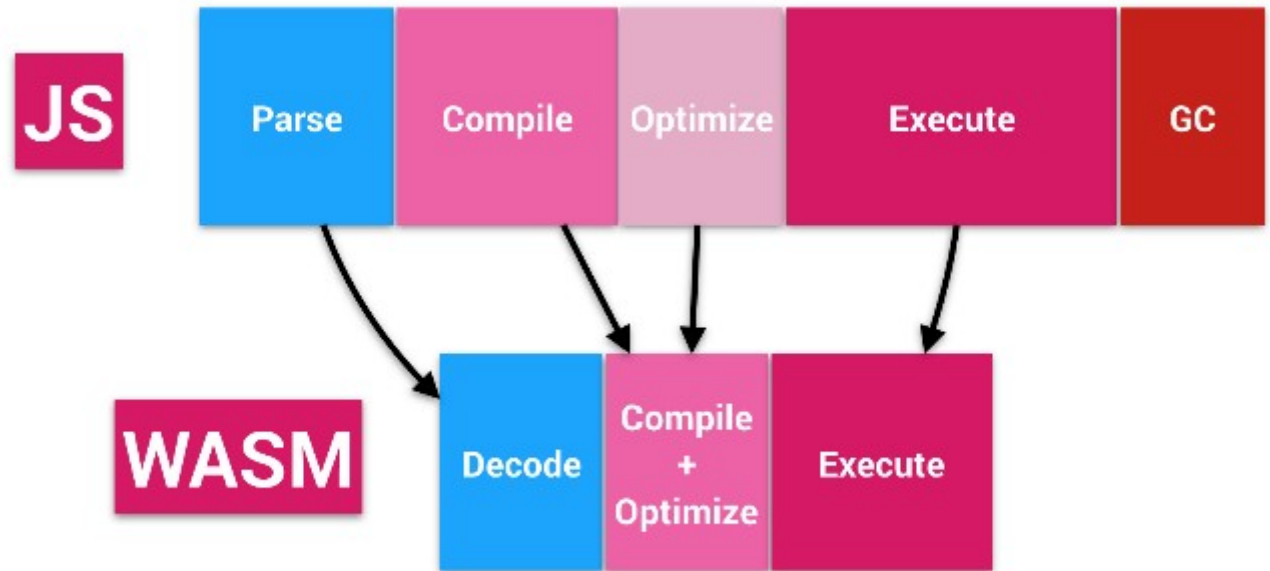 JS
Parse
Compile
Optimize
Execute
GC
WASM
Decode
Compile
+
Optimize
Execute